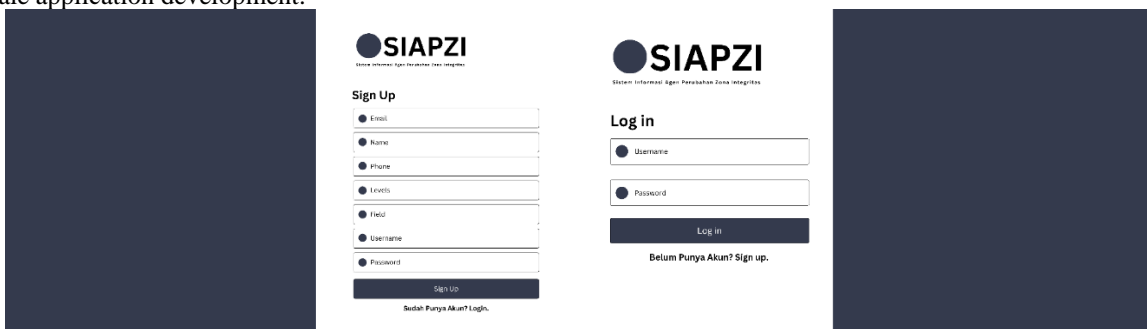 application development.
SIAPZI
Sistem Informasi Agen Perubahan Zona Integritas
Sign Up
Email
Name
Phone
Levels
Field
Username
Password
Sign Up
Sudah Punya Akun? Login.
SIAPZI
Sistem Informasi Agen Perubahan Zona Integritas
Log in
Username
Password
Log in
Belum Punya Akun? Sign up.